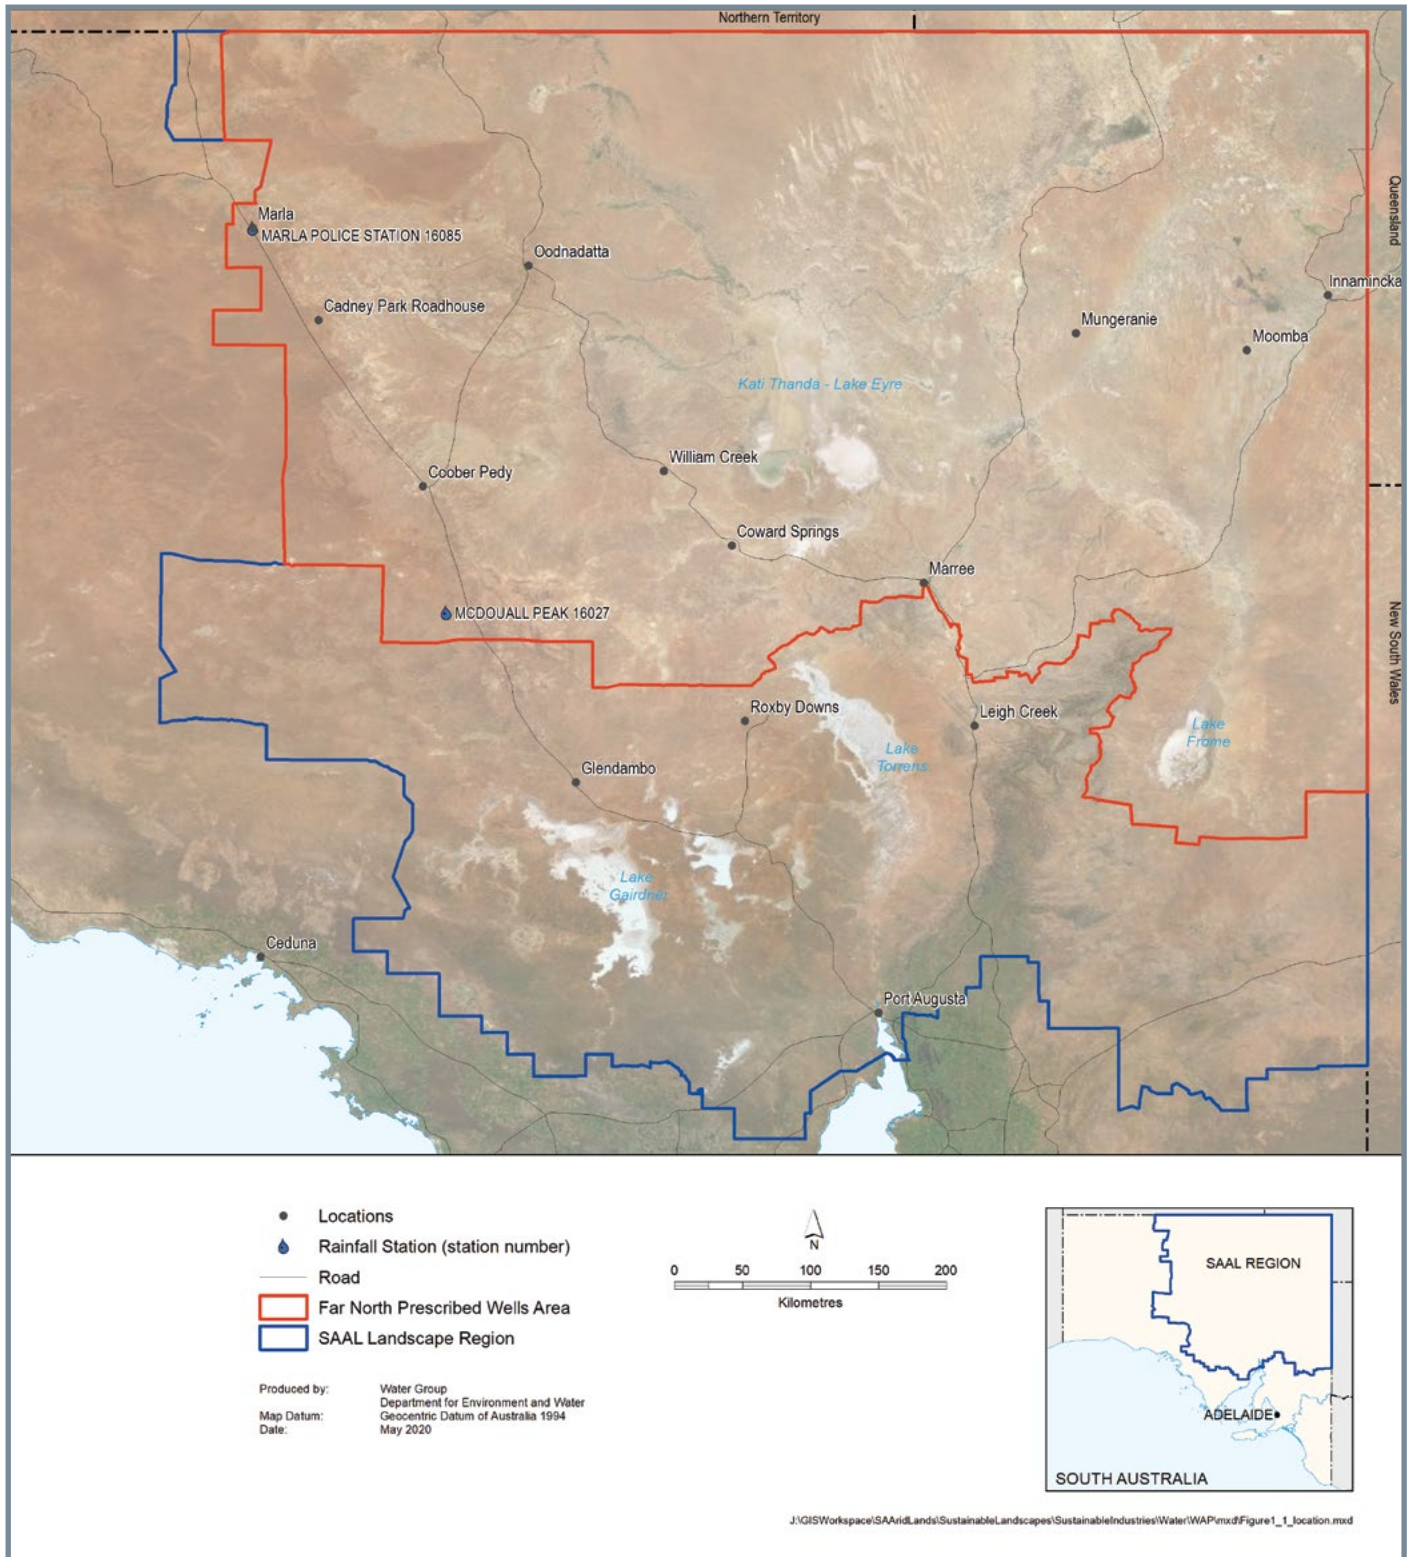 Northern Territory
Queensland
New South Wales
Marla
MARLA POLICE STATION 16085
Oodnadatta
Innamincka
Cadney Park Roadhouse
Mungeranie
Moomba
Kati Thanda - Lake Eyre
William Creek
Coober Pedy
Coward Springs
Marree
MCDOUALL PEAK 16027
Roxby Downs
Leigh Creek
Lake
Frome
Lake
Torrens
Glendambo
Lake
Gairdner
Ceduna
Port Augusta
Locations
Rainfall Station (station number)
Road
Far North Prescribed Wells Area
SAAL Landscape Region
N
0 50 100 150 200
Kilometres
Produced by: Water Group
Department for Environment and Water
Map Datum: Geocentric Datum of Australia 1994
Date: May 2020
SAAL REGION
ADELAIDE
SOUTH AUSTRALIA
J:\GISWorkspace\SAAridLands\SustainableLandscapes\SustainableIndustries\Water\WAP\mxd\Figure1_1_location.mxd